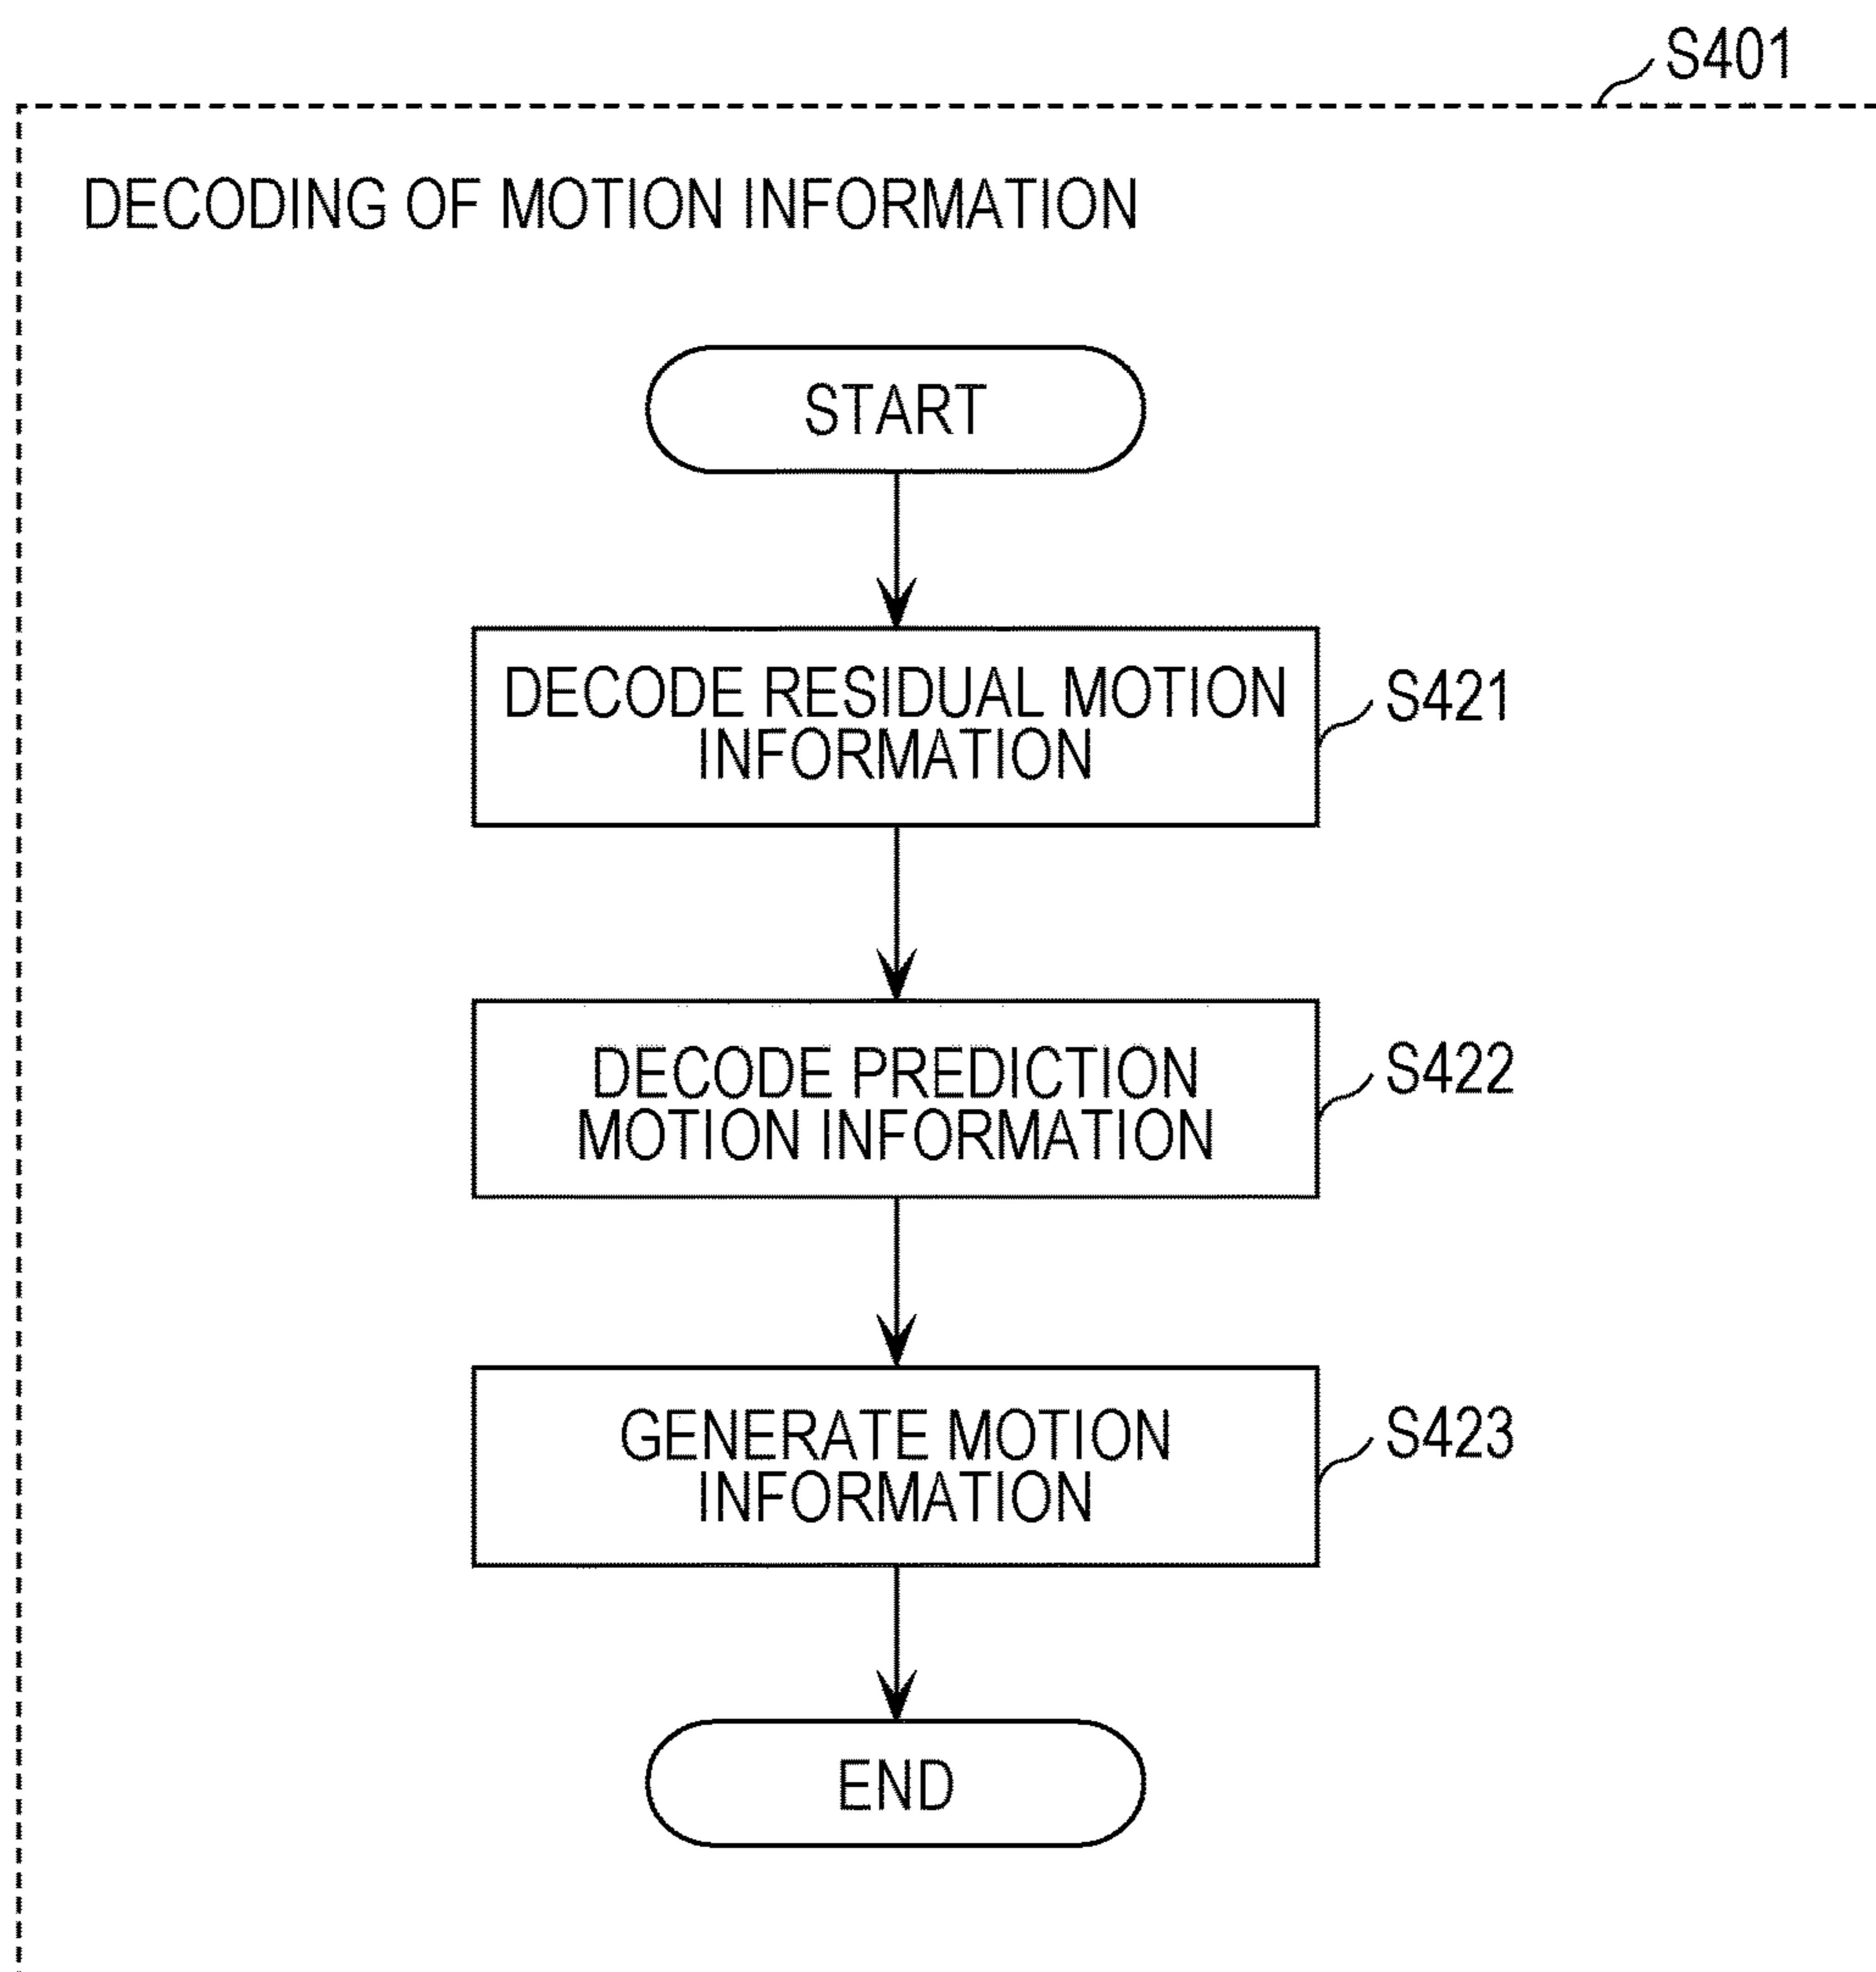 S401
DECODING OF MOTION INFORMATION
START
DECODE RESIDUAL MOTION
INFORMATION
S421
DECODE PREDICTION
MOTION INFORMATION
S422
GENERATE MOTION
INFORMATION
S423
END